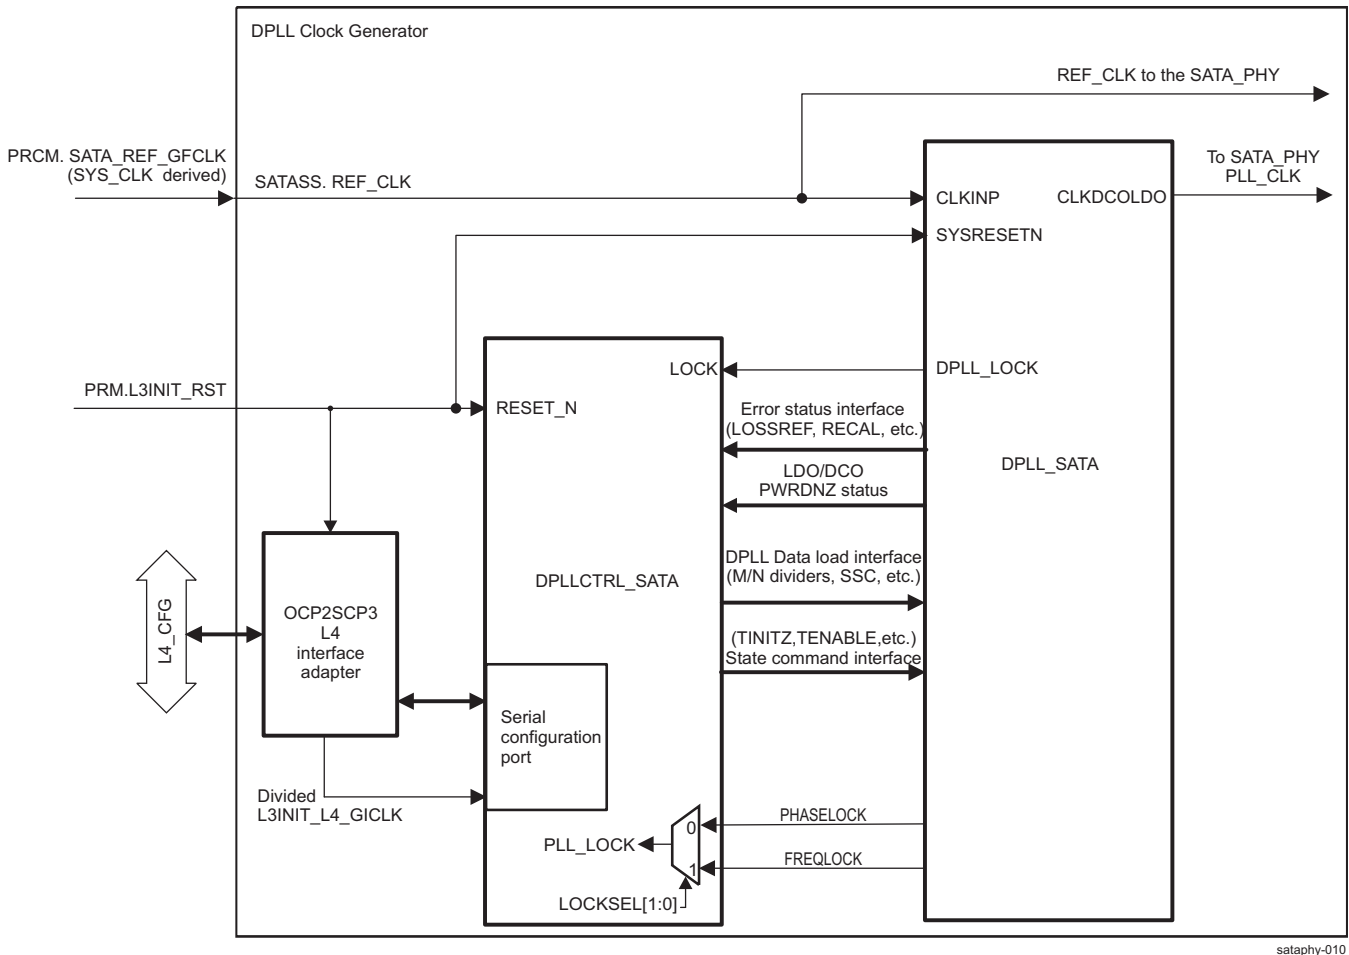 DPLL Clock Generator
REF_CLK to the SATA_PHY
PRCM. SATA_REF_GFCLK
(SYS_CLK derived)
SATASS. REF_CLK
CLKINP
CLKDCOLDO
To SATA_PHY
PLL_CLK
SYSRESETN
PRM.L3INIT_RST
RESET_N
LOCK
DPLL_LOCK
Error status interface
(LOSSREF, RECAL, etc.)
DPLL_SATA
LDO/DCO
PWRDNZ status
DPLL Data load interface
(M/N dividers, SSC, etc.)
DPLLCTRL_SATA
(TINITZ,TENABLE,etc.)
State command interface
L4_CFG
OCP2SCP3
L4
interface
adapter
Serial
configuration
port
Divided
L3INIT_L4_GICLK
PHASELOCK
0
PLL_LOCK
FREQLOCK
1
LOCKSEL[1:0]
sataphy-010